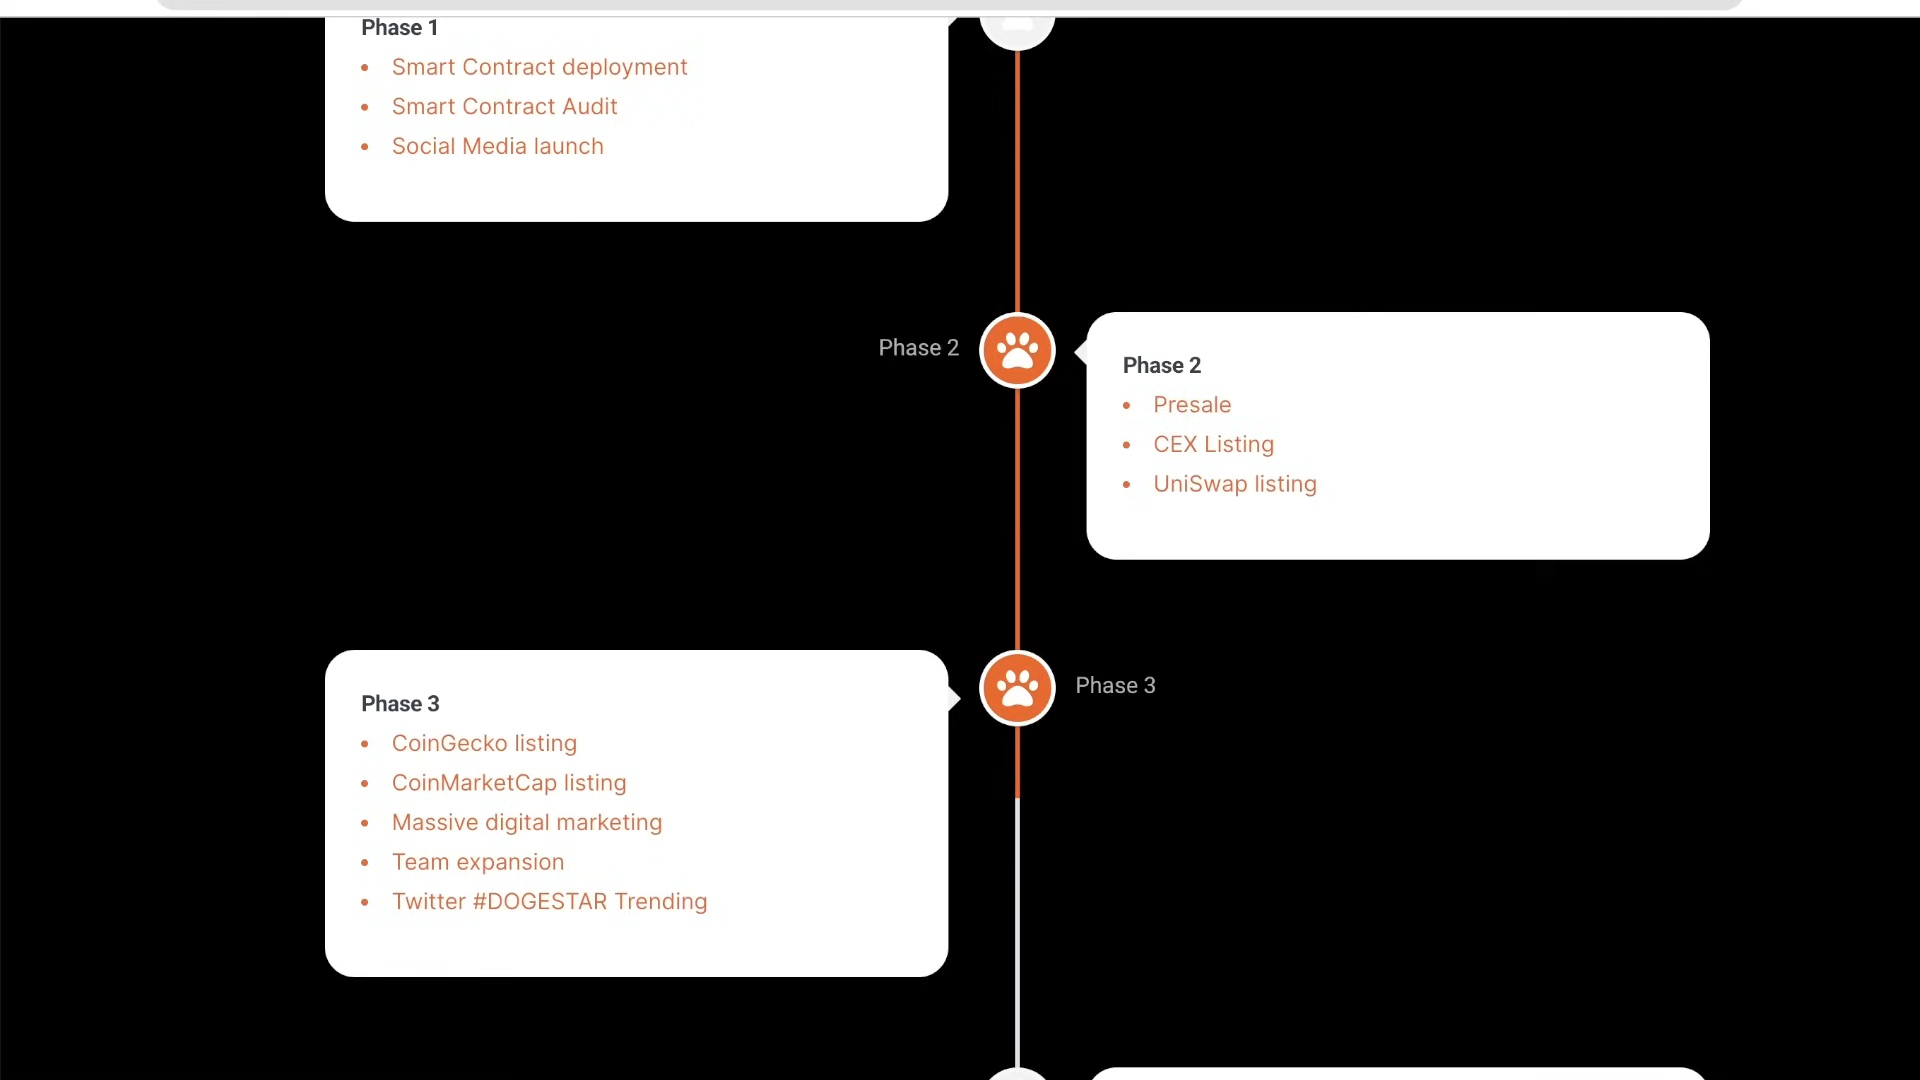 Phase 1
Smart Contract deployment
Smart Contract Audit
Social Media launch
Phase 2
Phase 2
Presale
CEX Listing
UniSwap listing
Phase 3
Phase 3
CoinGecko listing
CoinMarketCap listing
Massive digital marketing
Team expansion
Twitter #DOGESTAR Trending